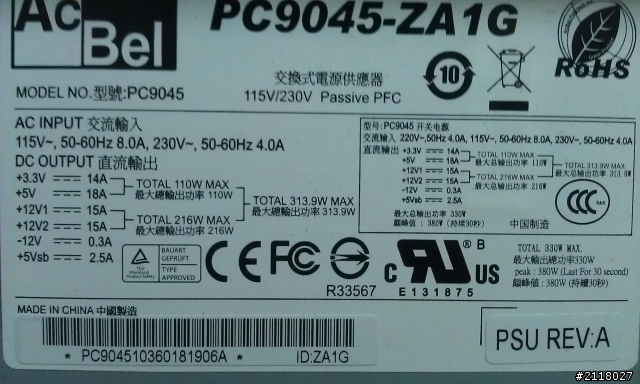 AcBel
PC9045-ZA1G
RoHS
交換式電源供應器
115V/230V Passive PFC
10
MODEL NO.型號:PC9045
AC INPUT 交流輸入
115V~, 50-60Hz 8.0A, 230V~, 50-60Hz 4.0A
DC OUTPUT 直流輸出
+3.3V 14A
+5V 18A
TOTAL 110W MAX
最大總輸出功率 110W
+12V1 15A
+12V2 15A
TOTAL 216W MAX
最大總輸出功率 216W
TOTAL 313.9W MAX
最大總輸出功率 313.9W
-12V 0.3A
+5Vsb 2.5A
型号:PC9045 开关电源
交流输入 220V~,50Hz 4.0A, 115V~, 50-60Hz 8.0A, 230V~, 50-60Hz 4.0A
直流输出 +3.3V 14A
+5V 18A
TOTAL 110W MAX
最大总输出功率 110W
+12V1 15A
+12V2 15A
TOTAL 216W MAX
最大总输出功率 216W
TOTAL 313.9W MAX
最大总输出功率 313.9W
-12V 0.3A
+5Vsb 2.5A
最大总输出功率 330W
巅峰值 : 380W (持续30秒)
中国制造
CCC S&E
TÜV
BAUART
GEPRÜFT
TYPE
APPROVED
CE
FC
R33567
c RU US
® B
E131875
TOTAL 330W MAX.
最大總輸出功率330W
peak : 380W (Last For 30 second)
巔峰值 : 380W (持續30秒)
MADE IN CHINA 中國製造
* PC904510360181906A * ID:ZA1G
PSU REV:A
#2118027